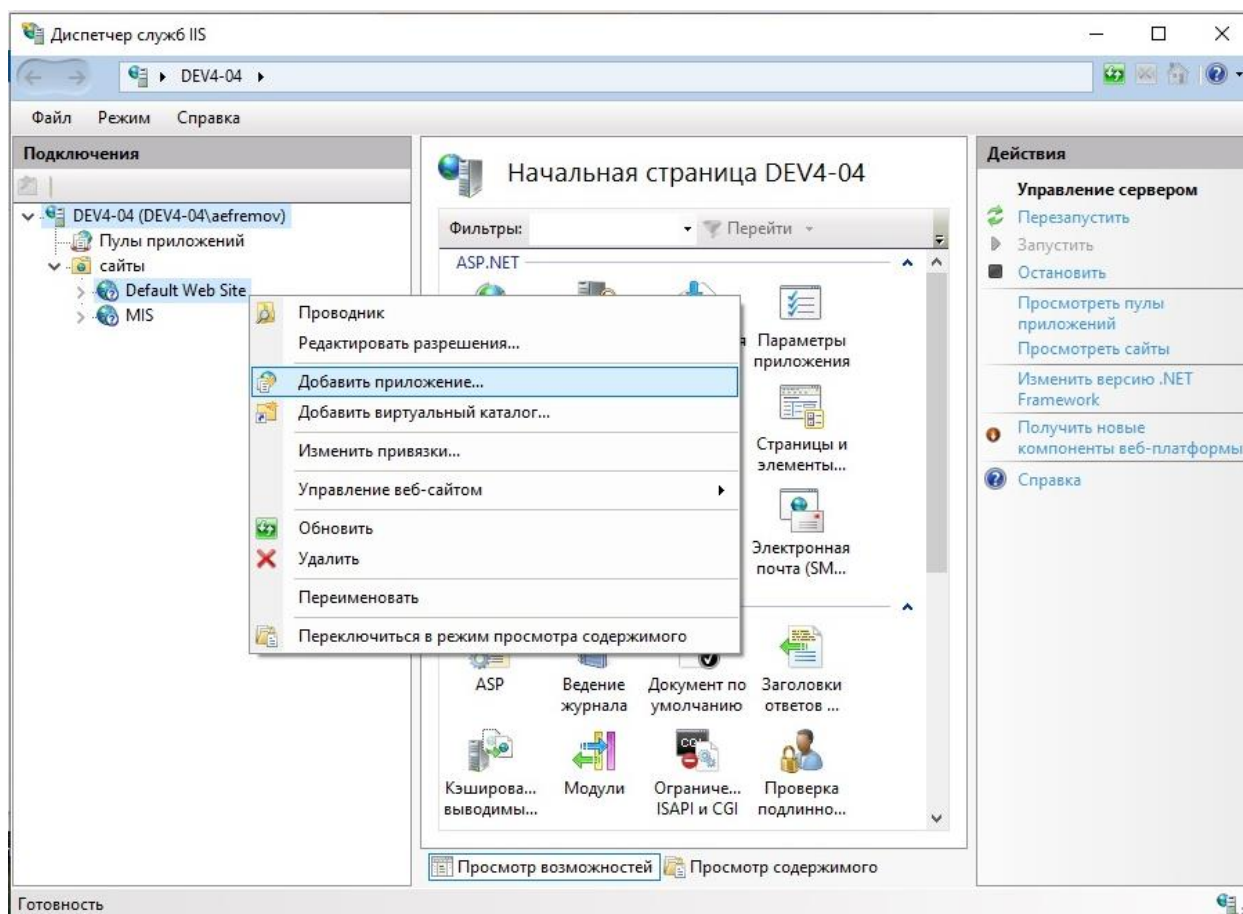 Диспетчер служб IIS
DEV4-04
Файл Режим Справка
Подключения
DEV4-04 (DEV4-04\aefremov)
Пулы приложений
сайты
Default Web Site
MIS
Начальная страница DEV4-04
Фильтры: Перейти
ASP.NET
Параметры
приложения
Страницы и
элементы...
Электронная
почта (SM...
Проводник
Редактировать разрешения...
Добавить приложение...
Добавить виртуальный каталог...
Изменить привязки...
Управление веб-сайтом
Обновить
Удалить
Переименовать
Переключиться в режим просмотра содержимого
ASP
Ведение
журнала
Документ по
умолчанию
Заголовки
ответов ...
Кэширова...
выводимы...
Модули
Ограниче...
ISAPI и CGI
Проверка
подлинно...
Просмотр возможностей Просмотр содержимого
Действия
Управление сервером
Перезапустить
Запустить
Остановить
Просмотреть пулы
приложений
Просмотреть сайты
Изменить версию .NET
Framework
Получить новые
компоненты веб-платформы
Справка
Готовность